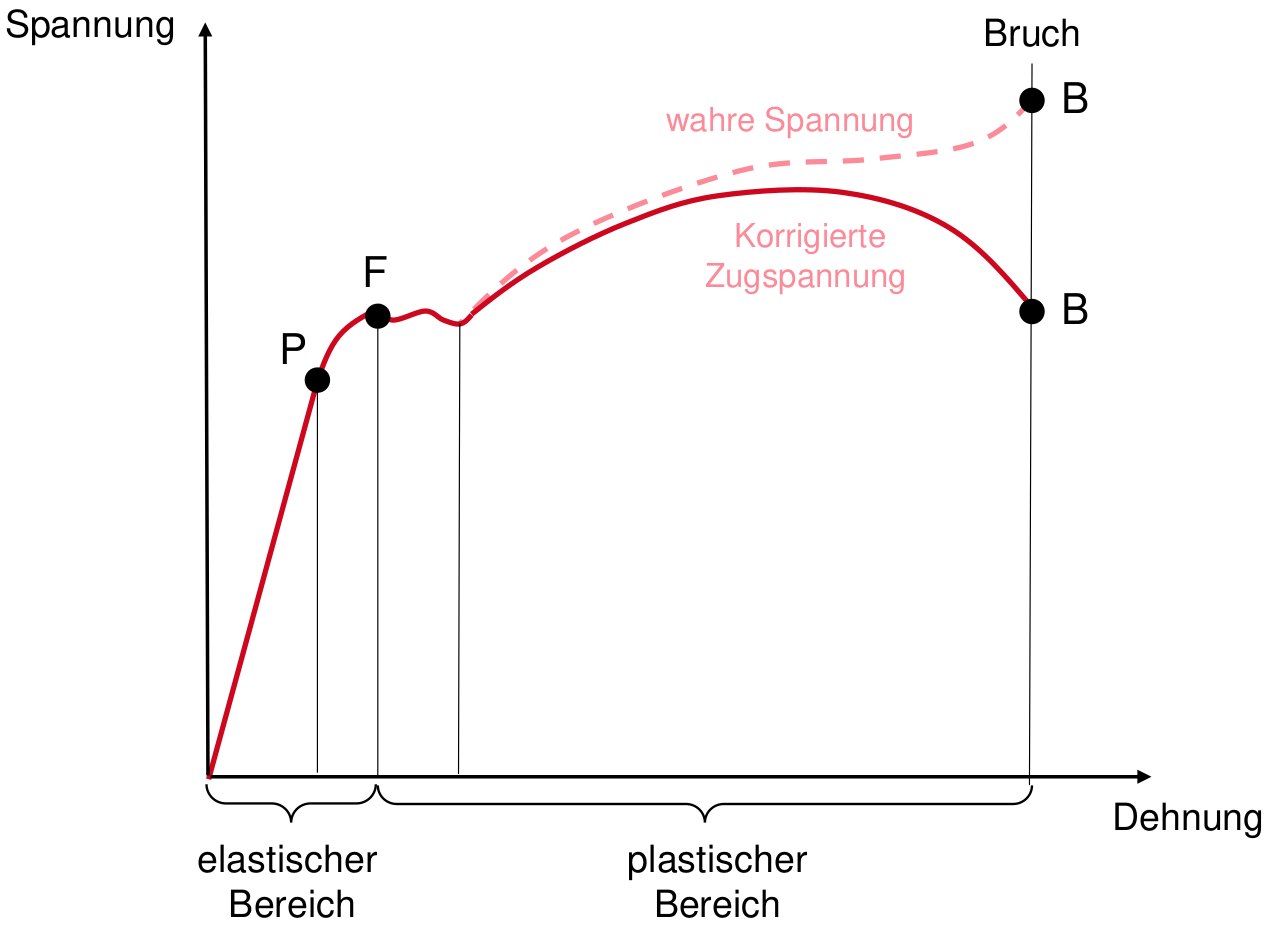 Spannung
Bruch
B
wahre Spannung
Korrigierte
Zugspannung
F
B
P
Dehnung
elastischer
Bereich
plastischer
Bereich